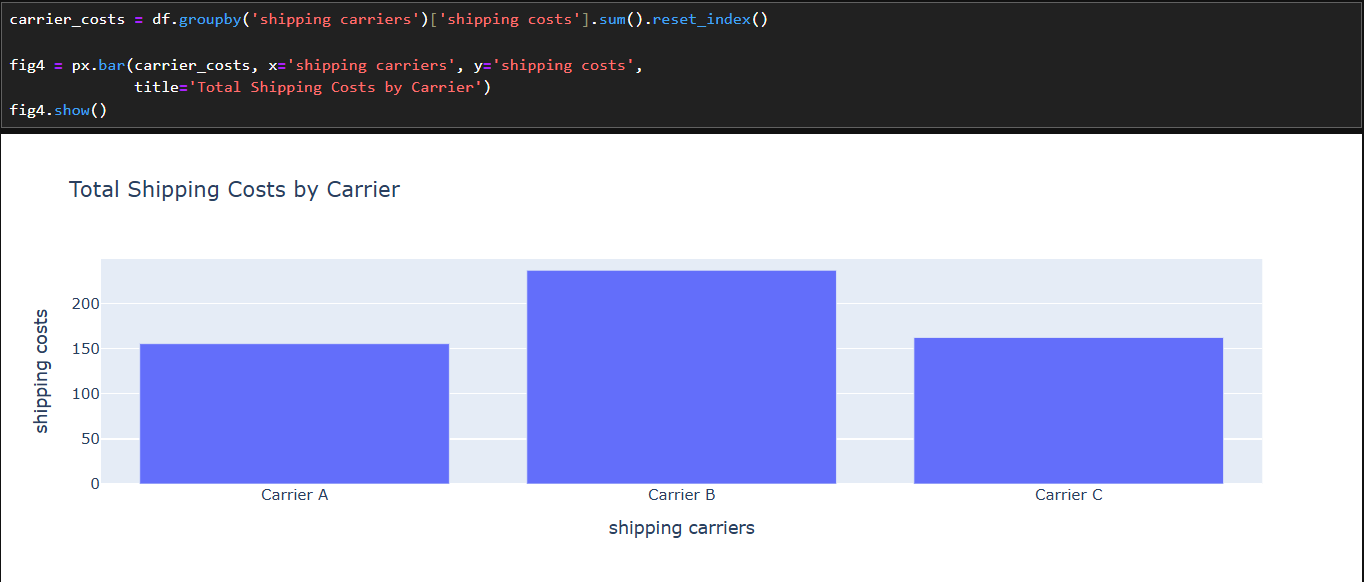 carrier_costs = df.groupby('shipping carriers')['shipping costs'].sum().reset_index()
fig4 = px.bar(carrier_costs, x='shipping carriers', y='shipping costs',
title='Total Shipping Costs by Carrier')
fig4.show()
Total Shipping Costs by Carrier
shipping costs
200
150
100
50
0
Carrier A Carrier B Carrier C
shipping carriers